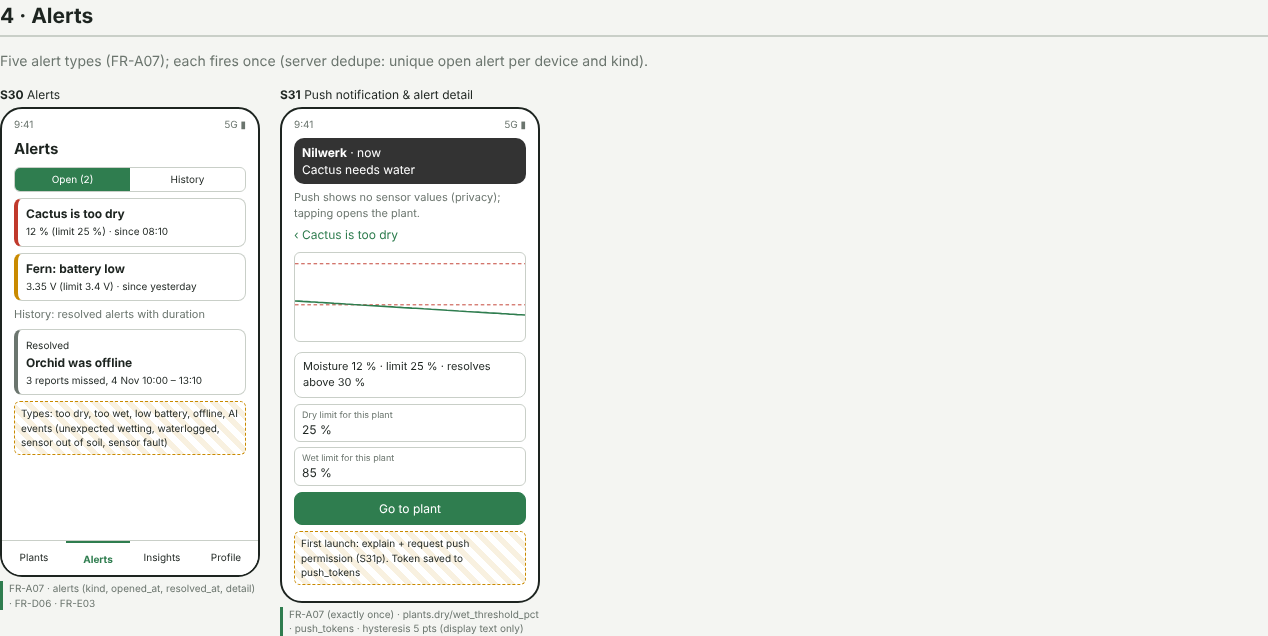 4 · Alerts
Five alert types (FR-A07); each fires once (server dedupe: unique open alert per device and kind).
S30 Alerts
9:41
5G
Alerts
Open (2)
History
Cactus is too dry
12 % (limit 25 %) · since 08:10
Fern: battery low
3.35 V (limit 3.4 V) · since yesterday
History: resolved alerts with duration
Resolved
Orchid was offline
3 reports missed, 4 Nov 10:00 – 13:10
Types: too dry, too wet, low battery, offline, AI
events (unexpected wetting, waterlogged,
sensor out of soil, sensor fault)
Plants
Alerts
Insights
Profile
FR-A07 · alerts (kind, opened_at, resolved_at, detail)
· FR-D06 · FR-E03
S31 Push notification & alert detail
9:41
5G
Nilwerk · now
Cactus needs water
Push shows no sensor values (privacy);
tapping opens the plant.
‹ Cactus is too dry
Moisture 12 % · limit 25 % · resolves
above 30 %
Dry limit for this plant
25 %
Wet limit for this plant
85 %
Go to plant
First launch: explain + request push
permission (S31p). Token saved to
push_tokens
FR-A07 (exactly once) · plants.dry/wet_threshold_pct
· push_tokens · hysteresis 5 pts (display text only)